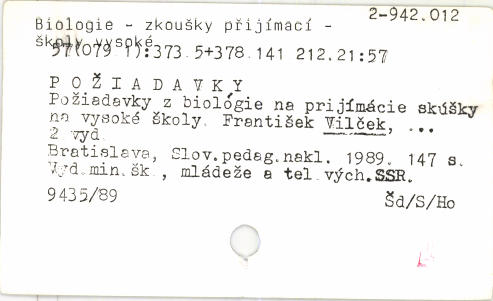 2-942.012
Biologie - zkoušky přijímací -
školy vysoké
57(079.1):373.5+378.141 212.21:57
P O Ž I A D A V K Y
Požiadavky z biológie na prijímácie skúšky
na vysoké školy. František Vilček, ...
2.vyd.
Bratislava, Slov.pedag.nakl. 1989. 147 s.
Vyd.min.šk., mládeže a tel.vých.SSR.
9435/89
Šd/S/Ho